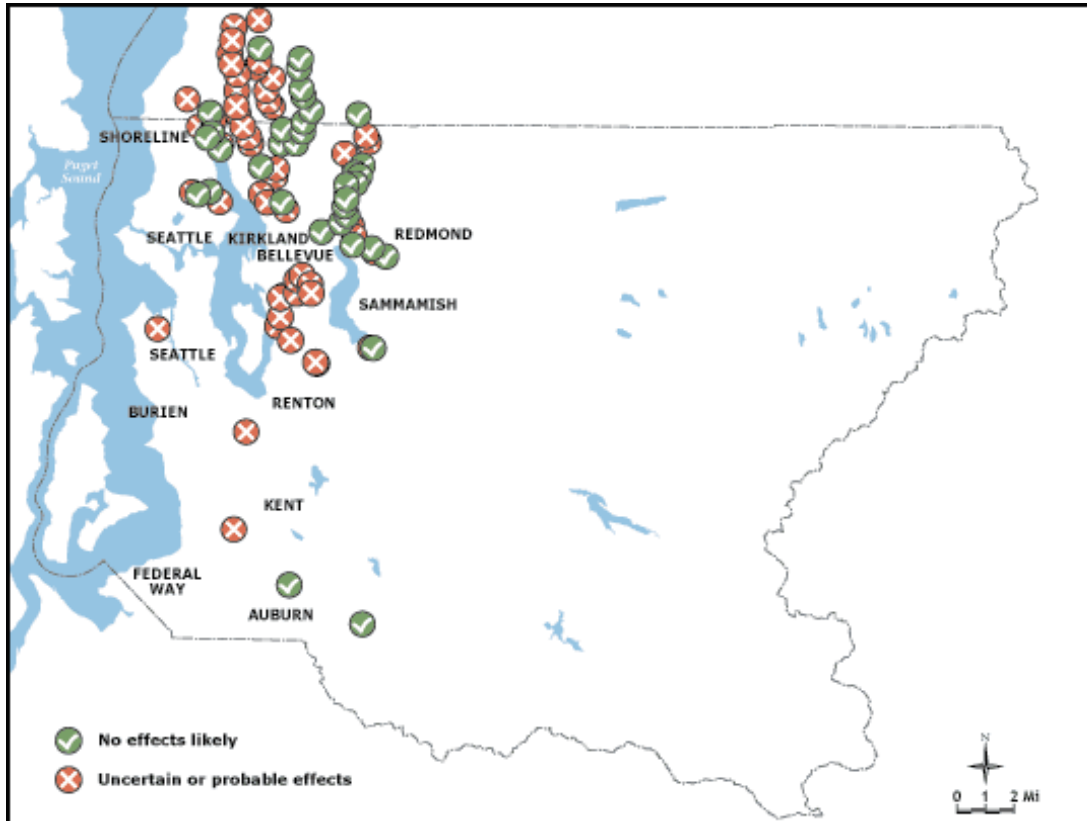 SHORELINE
Puget
Sound
SEATTLE
KIRKLAND
REDMOND
BELLEVUE
SAMMAMISH
SEATTLE
RENTON
BURIEN
KENT
FEDERAL
WAY
AUBURN
No effects likely
Uncertain or probable effects
N
0 1 2 Mi